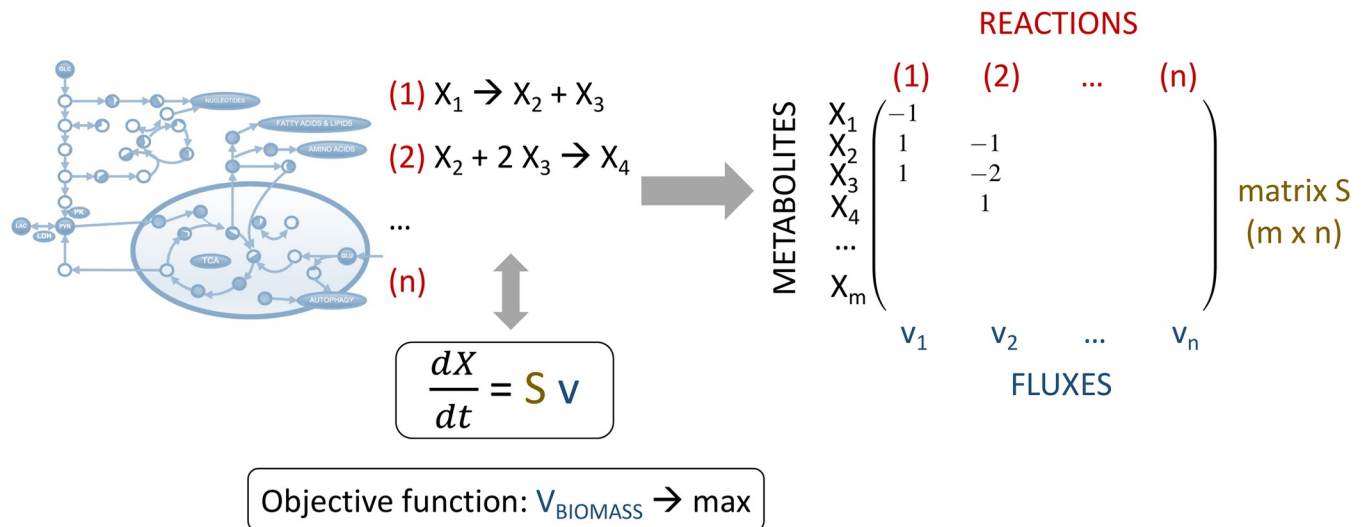 GLC
NUCLEOTIDES
FATTY ACIDS & LIPIDS
AMINO ACIDS
PK
LAC
LDH
PYR
TCA
GLU
AUTOPHAGY
(1) X₁ → X₂ + X₃
(2) X₂ + 2 X₃ → X₄
...
(n)
dX/dt = S v
Objective function: V_BIOMASS → max
REACTIONS
(1) (2) ... (n)
METABOLITES
X₁ −1
X₂ 1 −1
X₃ 1 −2
X₄ 1
...
Xₘ
matrix S
(m x n)
v₁ v₂ ... vₙ
FLUXES